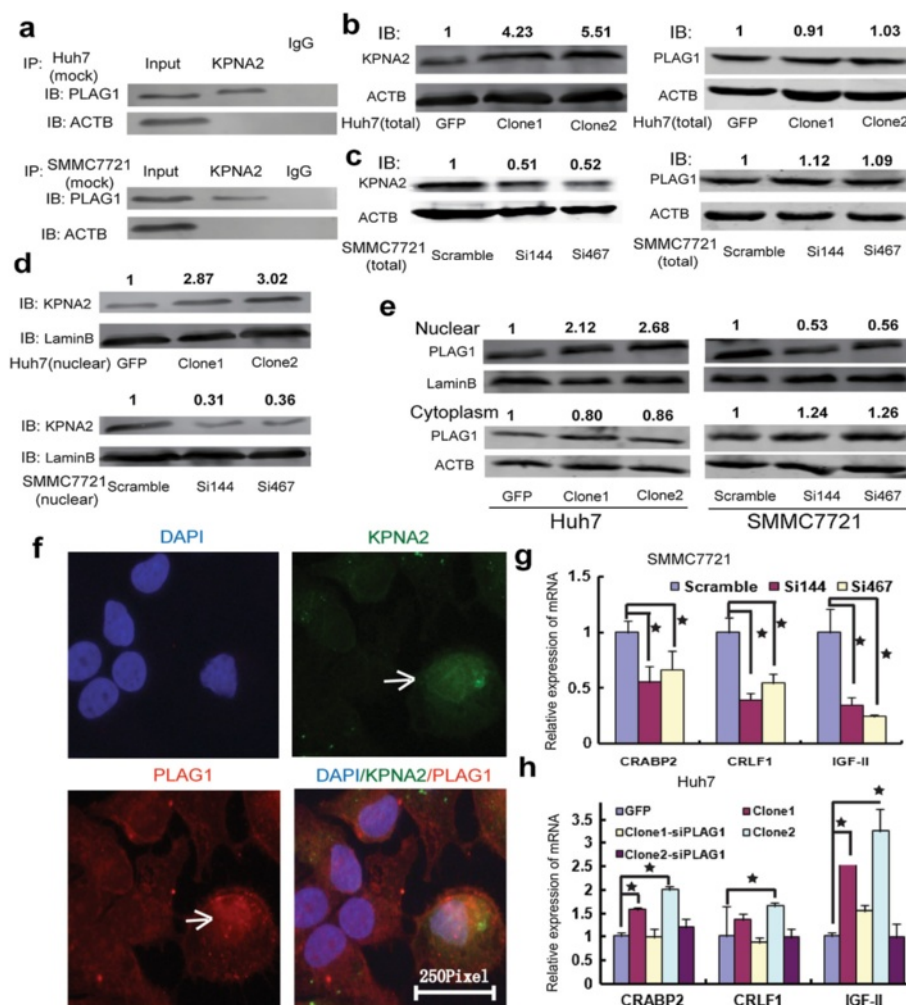 a
IgG
IP: Huh7 (mock) Input KPNA2
IB: PLAG1
IB: ACTB
IP: SMMC7721 (mock) Input KPNA2 IgG
IB: PLAG1
IB: ACTB
b
IB: 1 4.23 5.51
KPNA2
ACTB
Huh7(total) GFP Clone1 Clone2
1 0.91 1.03
PLAG1
ACTB
Huh7(total) GFP Clone1 Clone2
c
IB: 1 0.51 0.52
KPNA2
ACTB
SMMC7721 (total) Scramble Si144 Si467
IB: 1 1.12 1.09
PLAG1
ACTB
SMMC7721 (total) Scramble Si144 Si467
d
1 2.87 3.02
IB: KPNA2
IB: LaminB
Huh7(nuclear) GFP Clone1 Clone2
1 0.31 0.36
IB: KPNA2
IB: LaminB
SMMC7721 (nuclear) Scramble Si144 Si467
e
Nuclear
1 2.12 2.68 1 0.53 0.56
PLAG1
LaminB
Cytoplasm
1 0.80 0.86 1 1.24 1.26
PLAG1
ACTB
GFP Clone1 Clone2 Scramble Si144 Si467
Huh7 SMMC7721
f
DAPI KPNA2
PLAG1 DAPI/KPNA2/PLAG1
250Pixel
g
SMMC7721
Relative expression of mRNA
1.5
1
0.5
0
Scramble Si144 Si467
CRABP2 CRLF1 IGF-II
h
Huh7
Relative expression of mRNA
3.5
3
2.5
2
1.5
1
0.5
0
GFP Clone1
Clone1-siPLAG1 Clone2
Clone2-siPLAG1
CRABP2 CRLF1 IGF-II